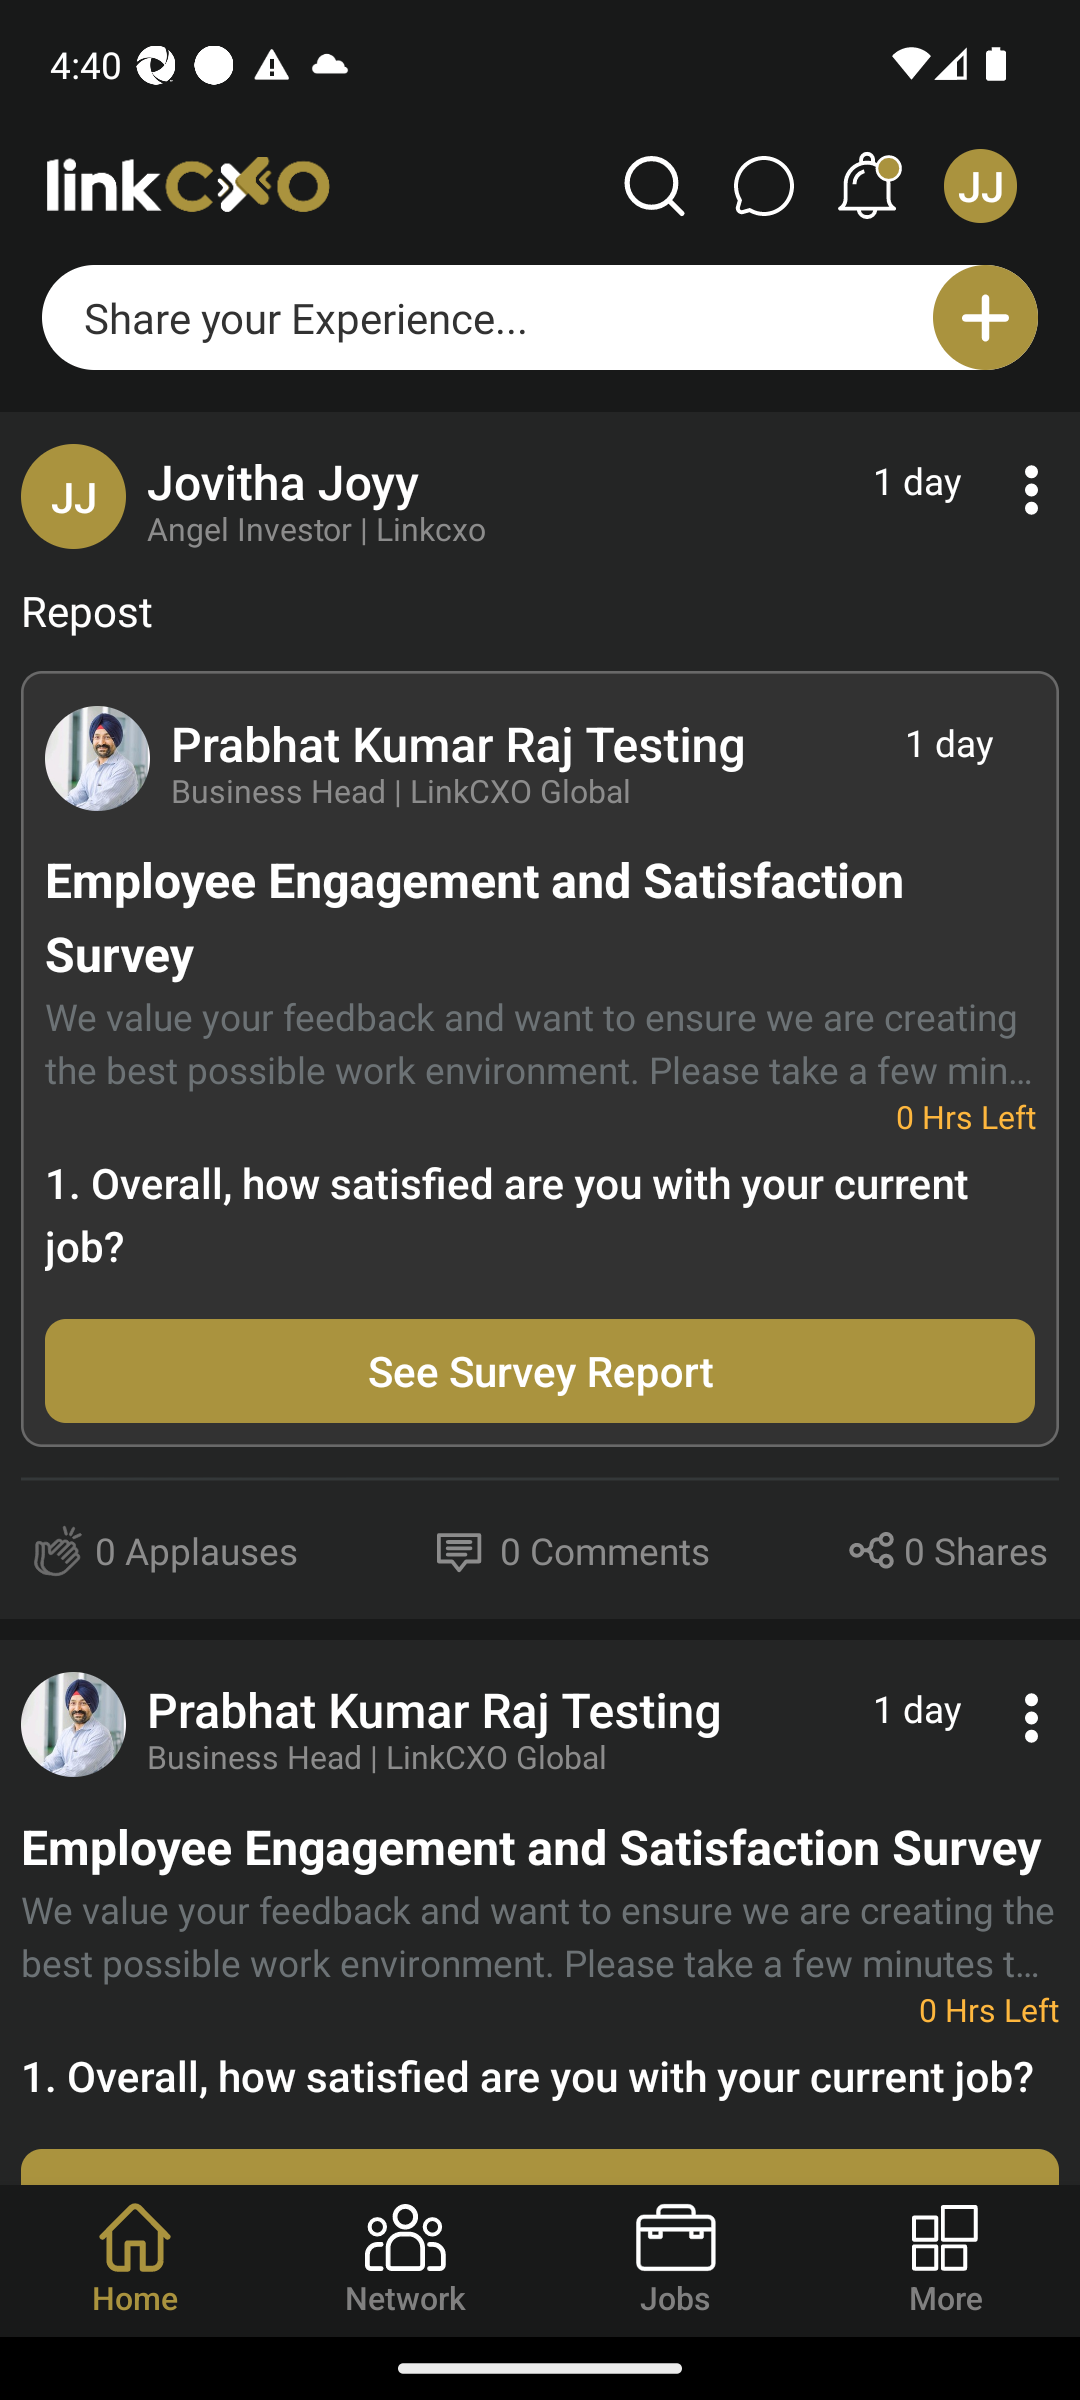 4:40
linkCXO
JJ
Share your Experience...
JJ
Jovitha Joyy
1 day
Angel Investor | Linkcxo
Repost
Prabhat Kumar Raj Testing
1 day
Business Head | LinkCXO Global
Employee Engagement and Satisfaction
Survey
We value your feedback and want to ensure we are creating
the best possible work environment. Please take a few min...
0 Hrs Left
1. Overall, how satisfied are you with your current
job?
See Survey Report
0 Applauses
0 Comments
0 Shares
Prabhat Kumar Raj Testing
1 day
Business Head | LinkCXO Global
Employee Engagement and Satisfaction Survey
We value your feedback and want to ensure we are creating the
best possible work environment. Please take a few minutes t...
0 Hrs Left
1. Overall, how satisfied are you with your current job?
Home
Network
Jobs
More